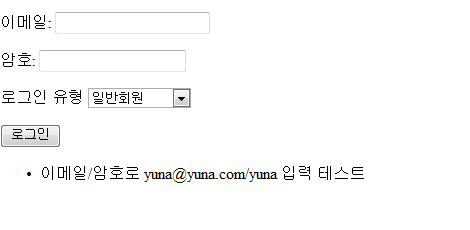 이메일:
암호:
로그인 유형 일반회원
로그인
• 이메일/암호로 yuna@yuna.com/yuna 입력 테스트